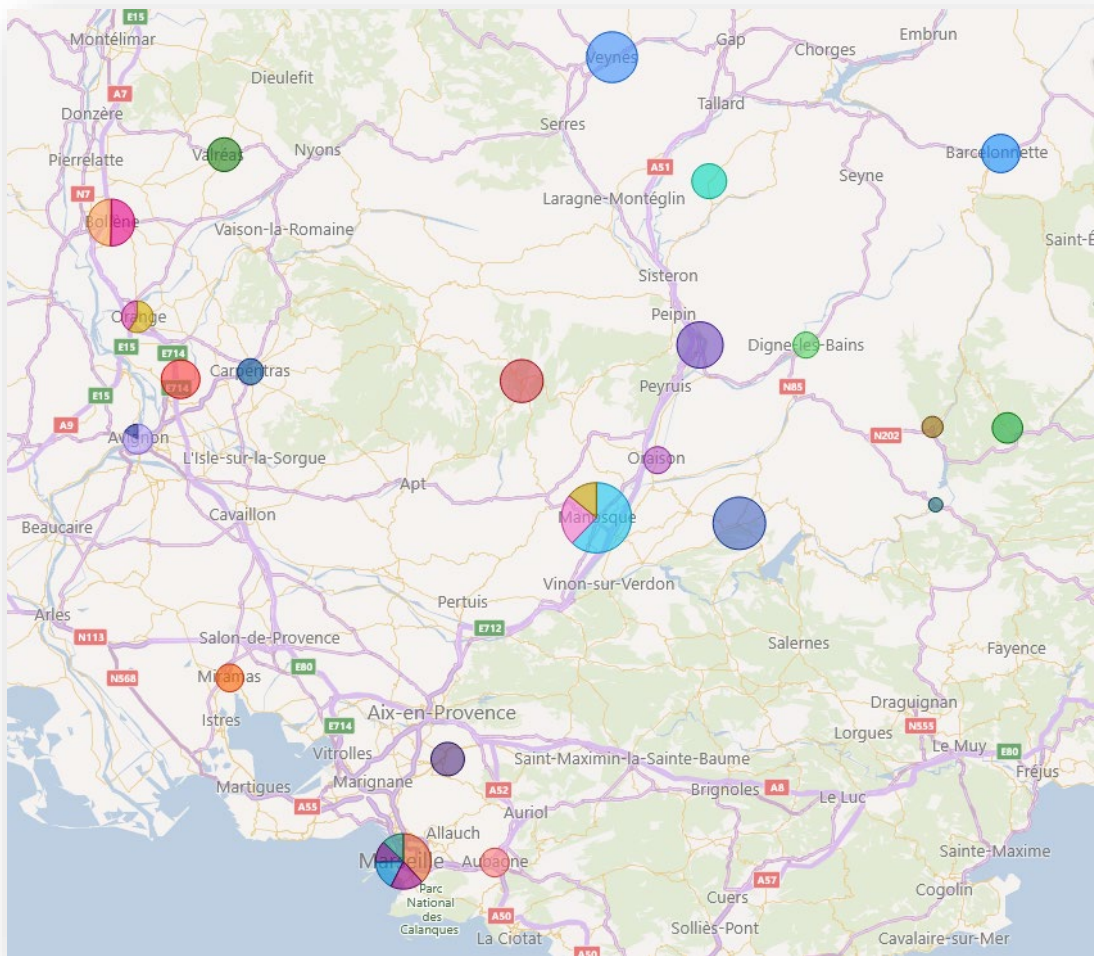 E15
Montélimar
Gap
Embrun
Chorges
Veynes
Dieulefit
A7
Tallard
Donzère
Serres
Nyons
Valréas
Pierrelatte
Barcelonnette
A51
Seyne
N7
Laragne-Montéglin
Bollène
Vaison-la-Romaine
Sisteron
Peipin
Orange
E15
E714
Digne-les-Bains
Carpentras
E714
Peyruis
N85
E15
A9
Avignon
N202
L'Isle-sur-la-Sorgue
Oraison
Apt
Cavaillon
Manosque
Beaucaire
Vinon-sur-Verdon
Pertuis
Arles
E712
N113
Salon-de-Provence
Salernes
Fayence
E80
N568
Miramas
Draguignan
Istres
Aix-en-Provence
E714
N555
Lorgues
Le Muy
E80
Vitrolles
Saint-Maximin-la-Sainte-Baume
Fréjus
Marignane
Martigues
A52
Brignoles
A8
Le Luc
A55
Auriol
Allauch
Sainte-Maxime
Marseille
Aubagne
A57
Cuers
Cogolin
Parc
National
des
Calanques
A50
Solliès-Pont
La Ciotat
Cavalaire-sur-Mer
A50